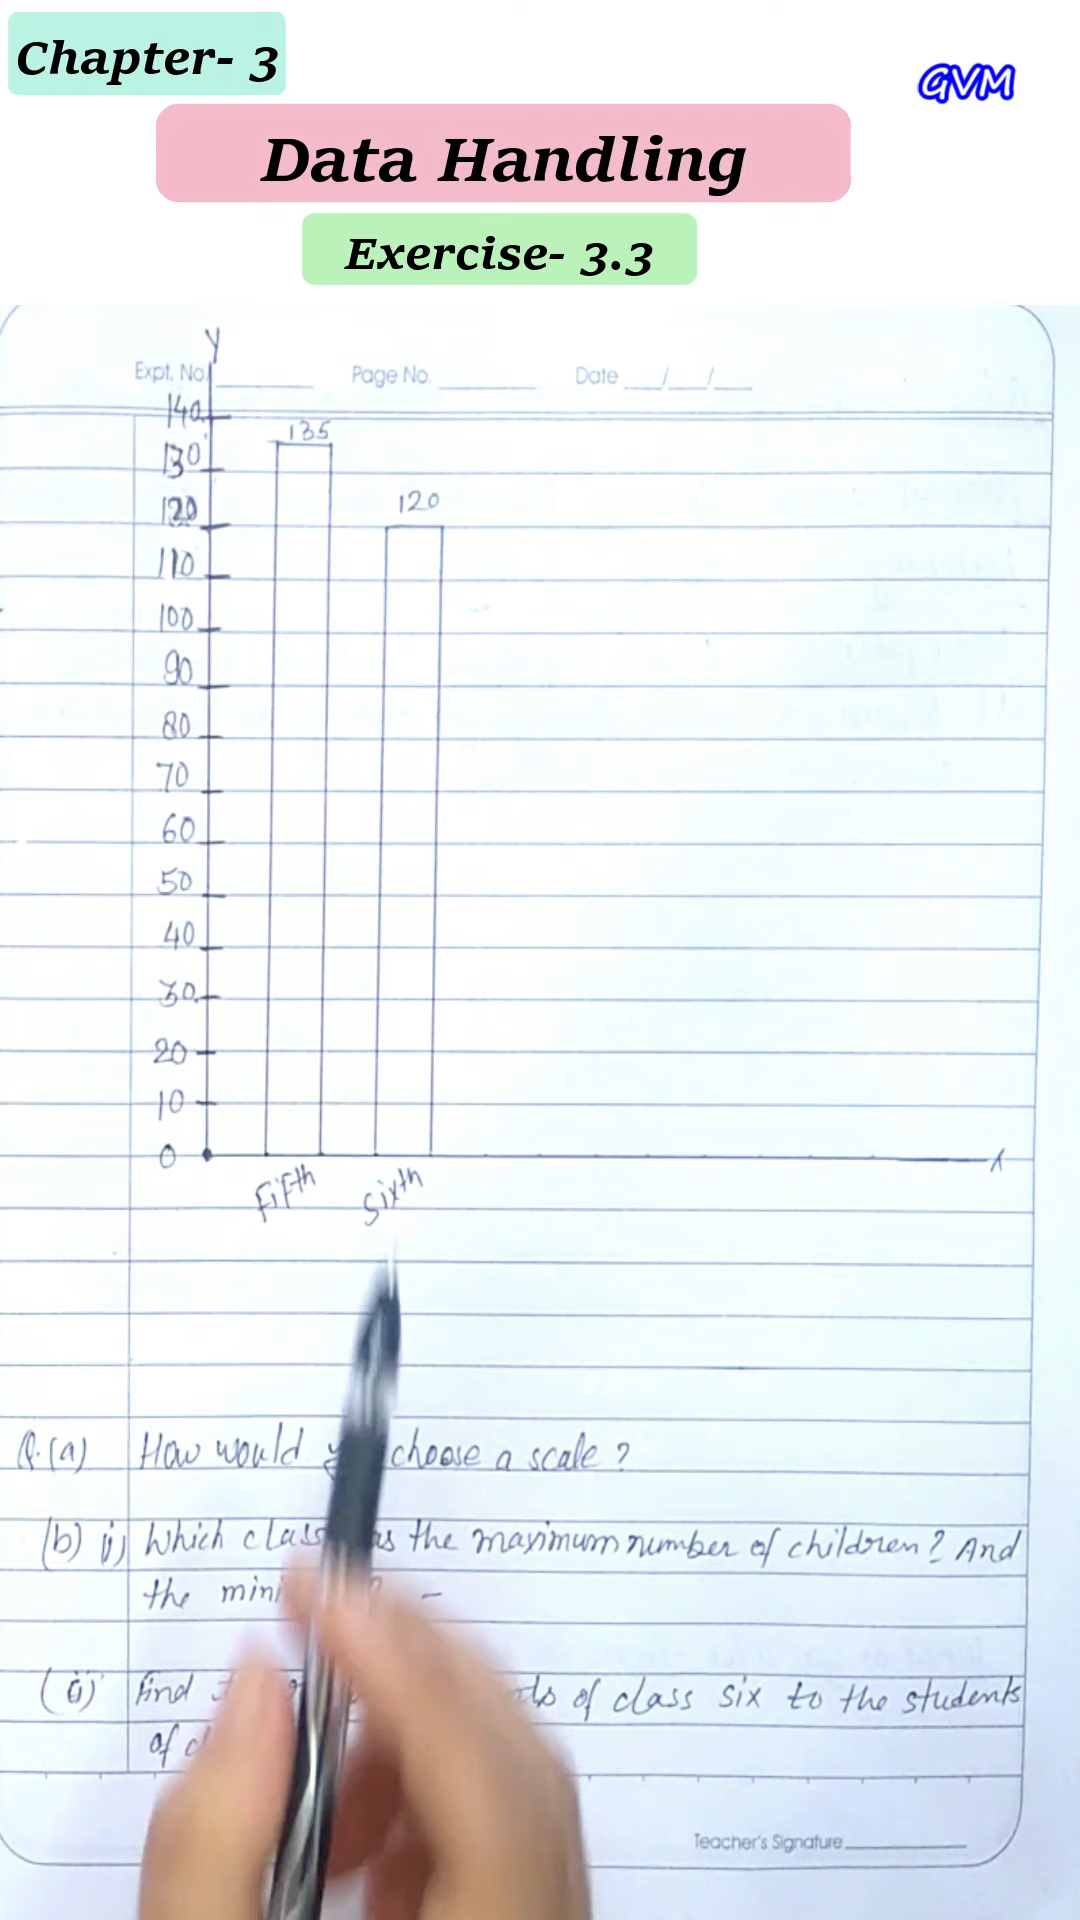 Chapter- 3
GVM
Data Handling
Exercise- 3.3
Y
Expt. No. Page No. Date / /
140
135
130
120
120
110
100
90
80
70
60
50
40
30
20
10
0
X
Fifth Sixth
Q.(a) How would choose a scale ?
(b) (i) Which class the maximum number of children? And
the
(ii) Find of class six to the students
of
Teacher's Signature